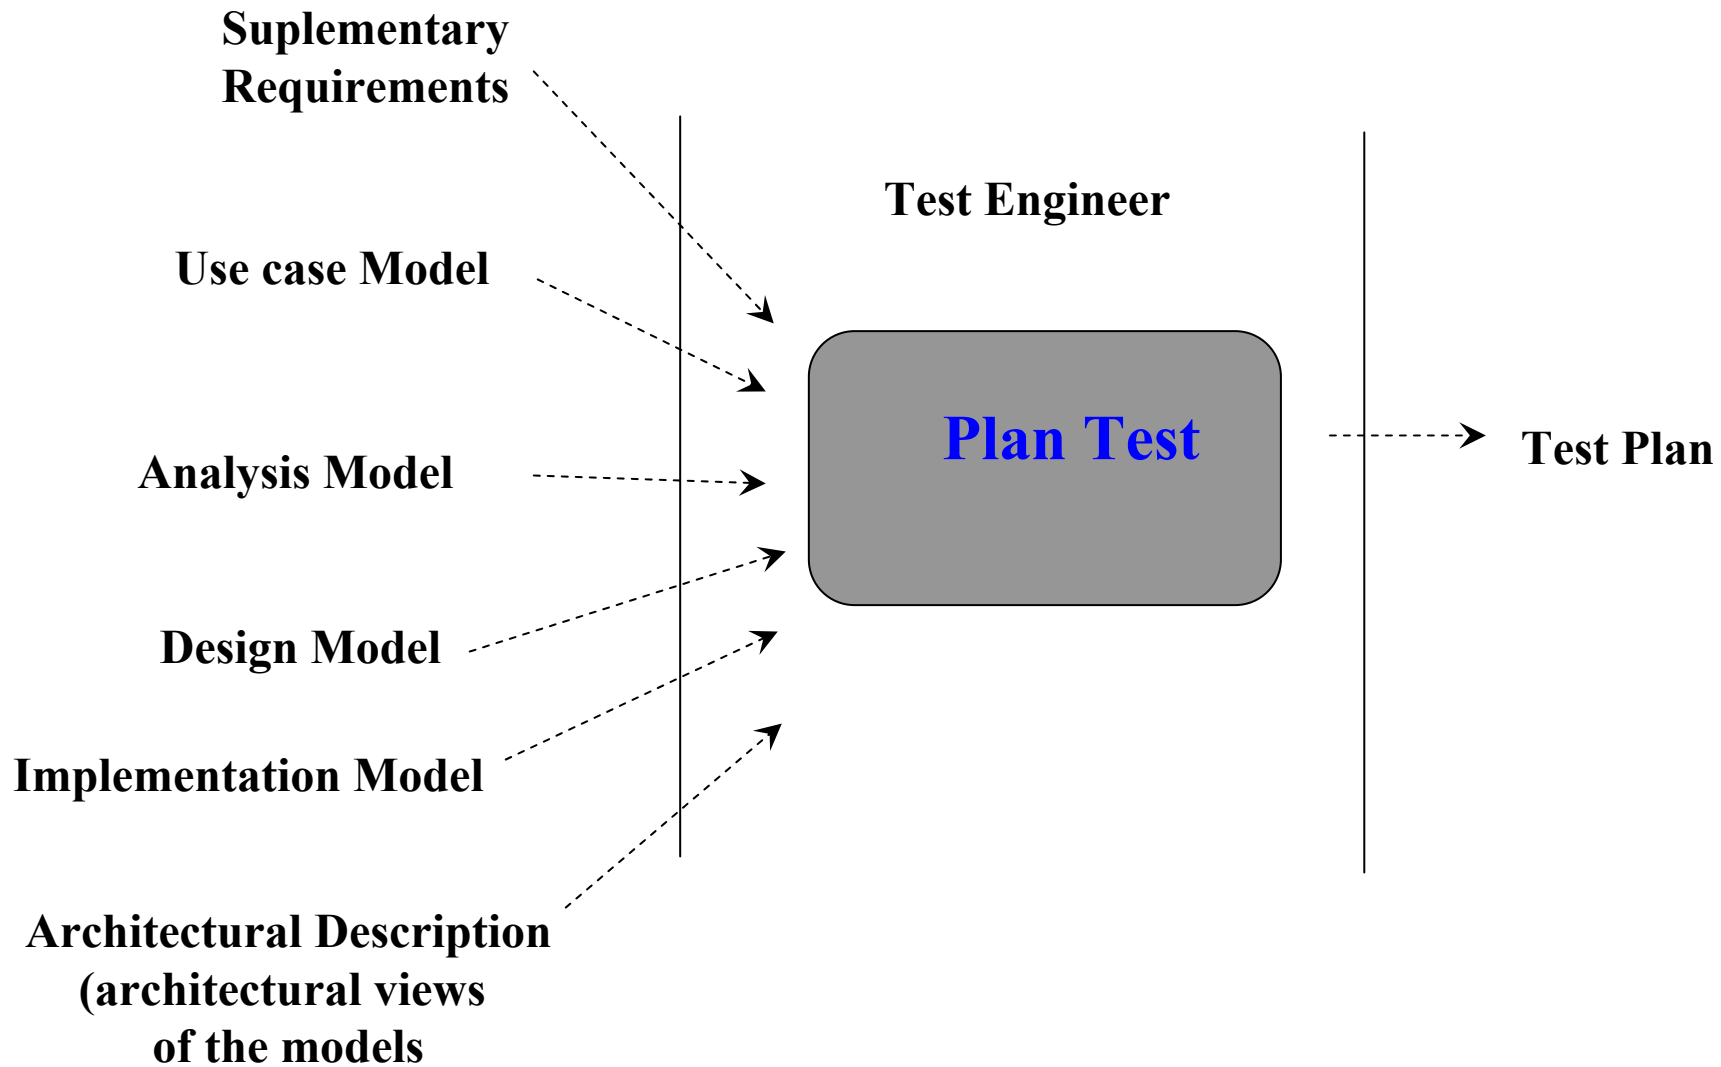 Suplementary
Requirements
Test Engineer
Use case Model
Plan Test
Test Plan
Analysis Model
Design Model
Implementation Model
Architectural Description
(architectural views
of the models